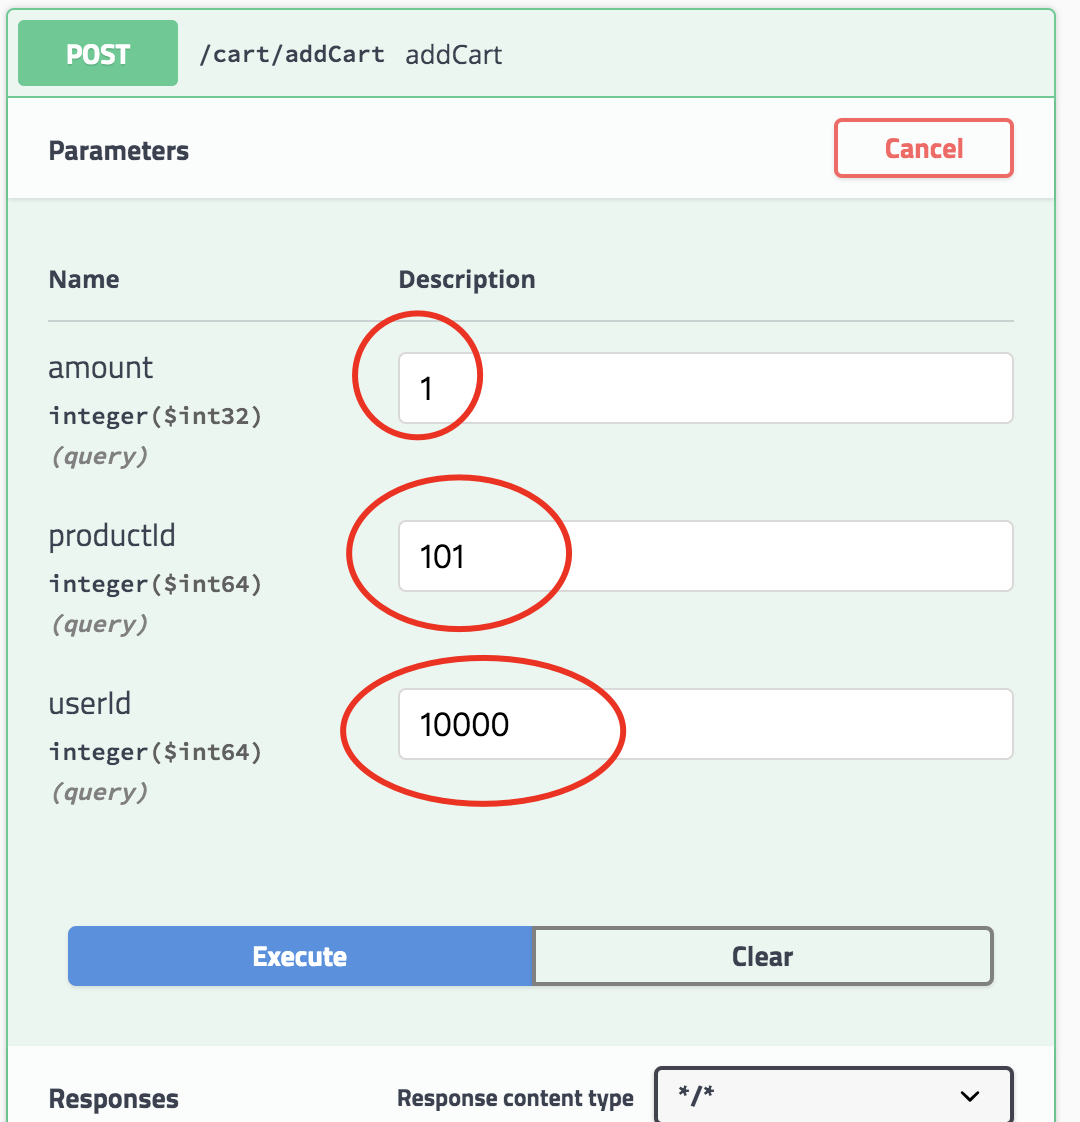 POST /cart/addCart addCart
Parameters Cancel
Name Description
amount 1
integer($int32)
(query)
productId 101
integer($int64)
(query)
userId 10000
integer($int64)
(query)
Execute Clear
Responses Response content type */*